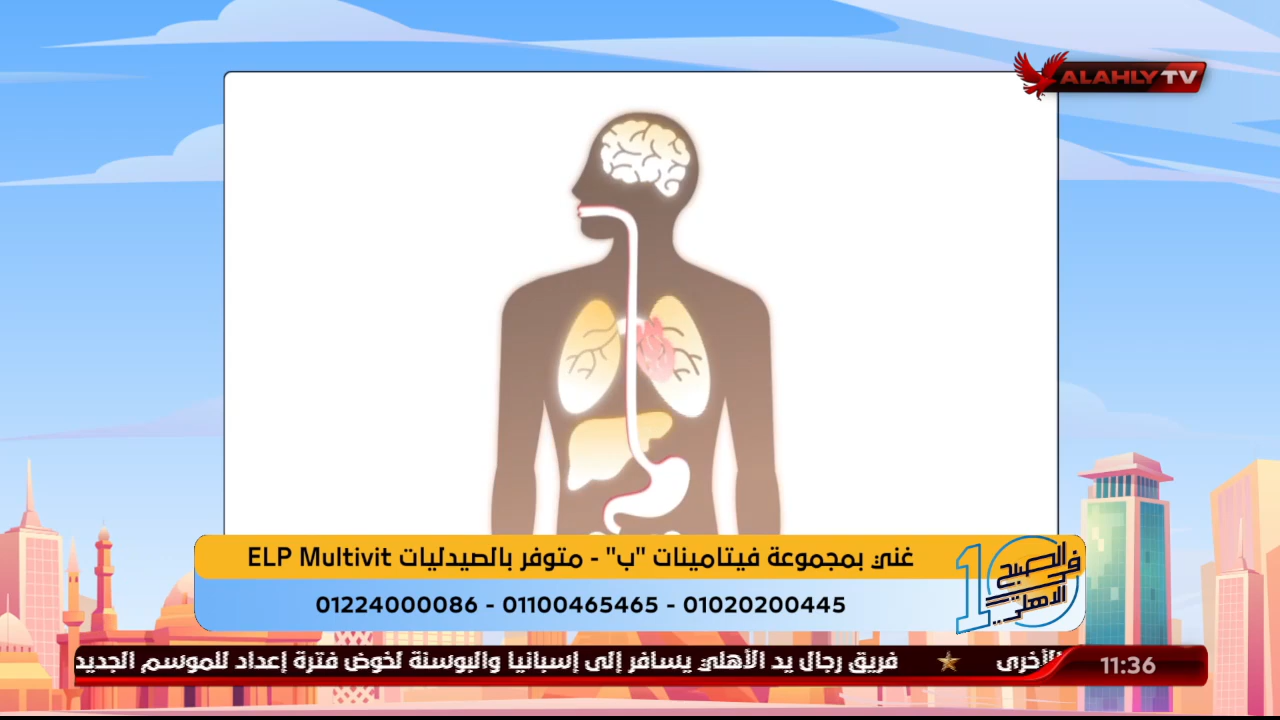 ALAHLY TV
ELP Multivit غني بمجموعة فيتامينات "ب" - متوفر بالصيدليات
01224000086 - 01100465465 - 01020200445
10 الصبح في الأهلي
الأخرى ★ فريق رجال يد الأهلي يسافر إلى إسبانيا والبوسنة لخوض فترة إعداد للموسم الجديد
11:36